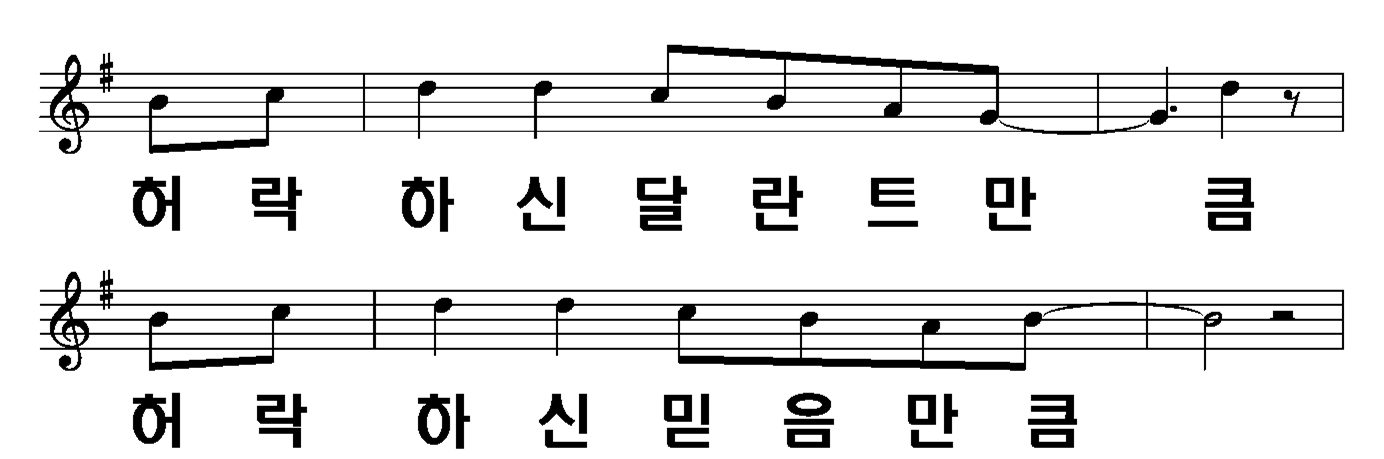 허 락 하 신 달 란 트 만 큼
허 락 하 신 믿 음 만 큼